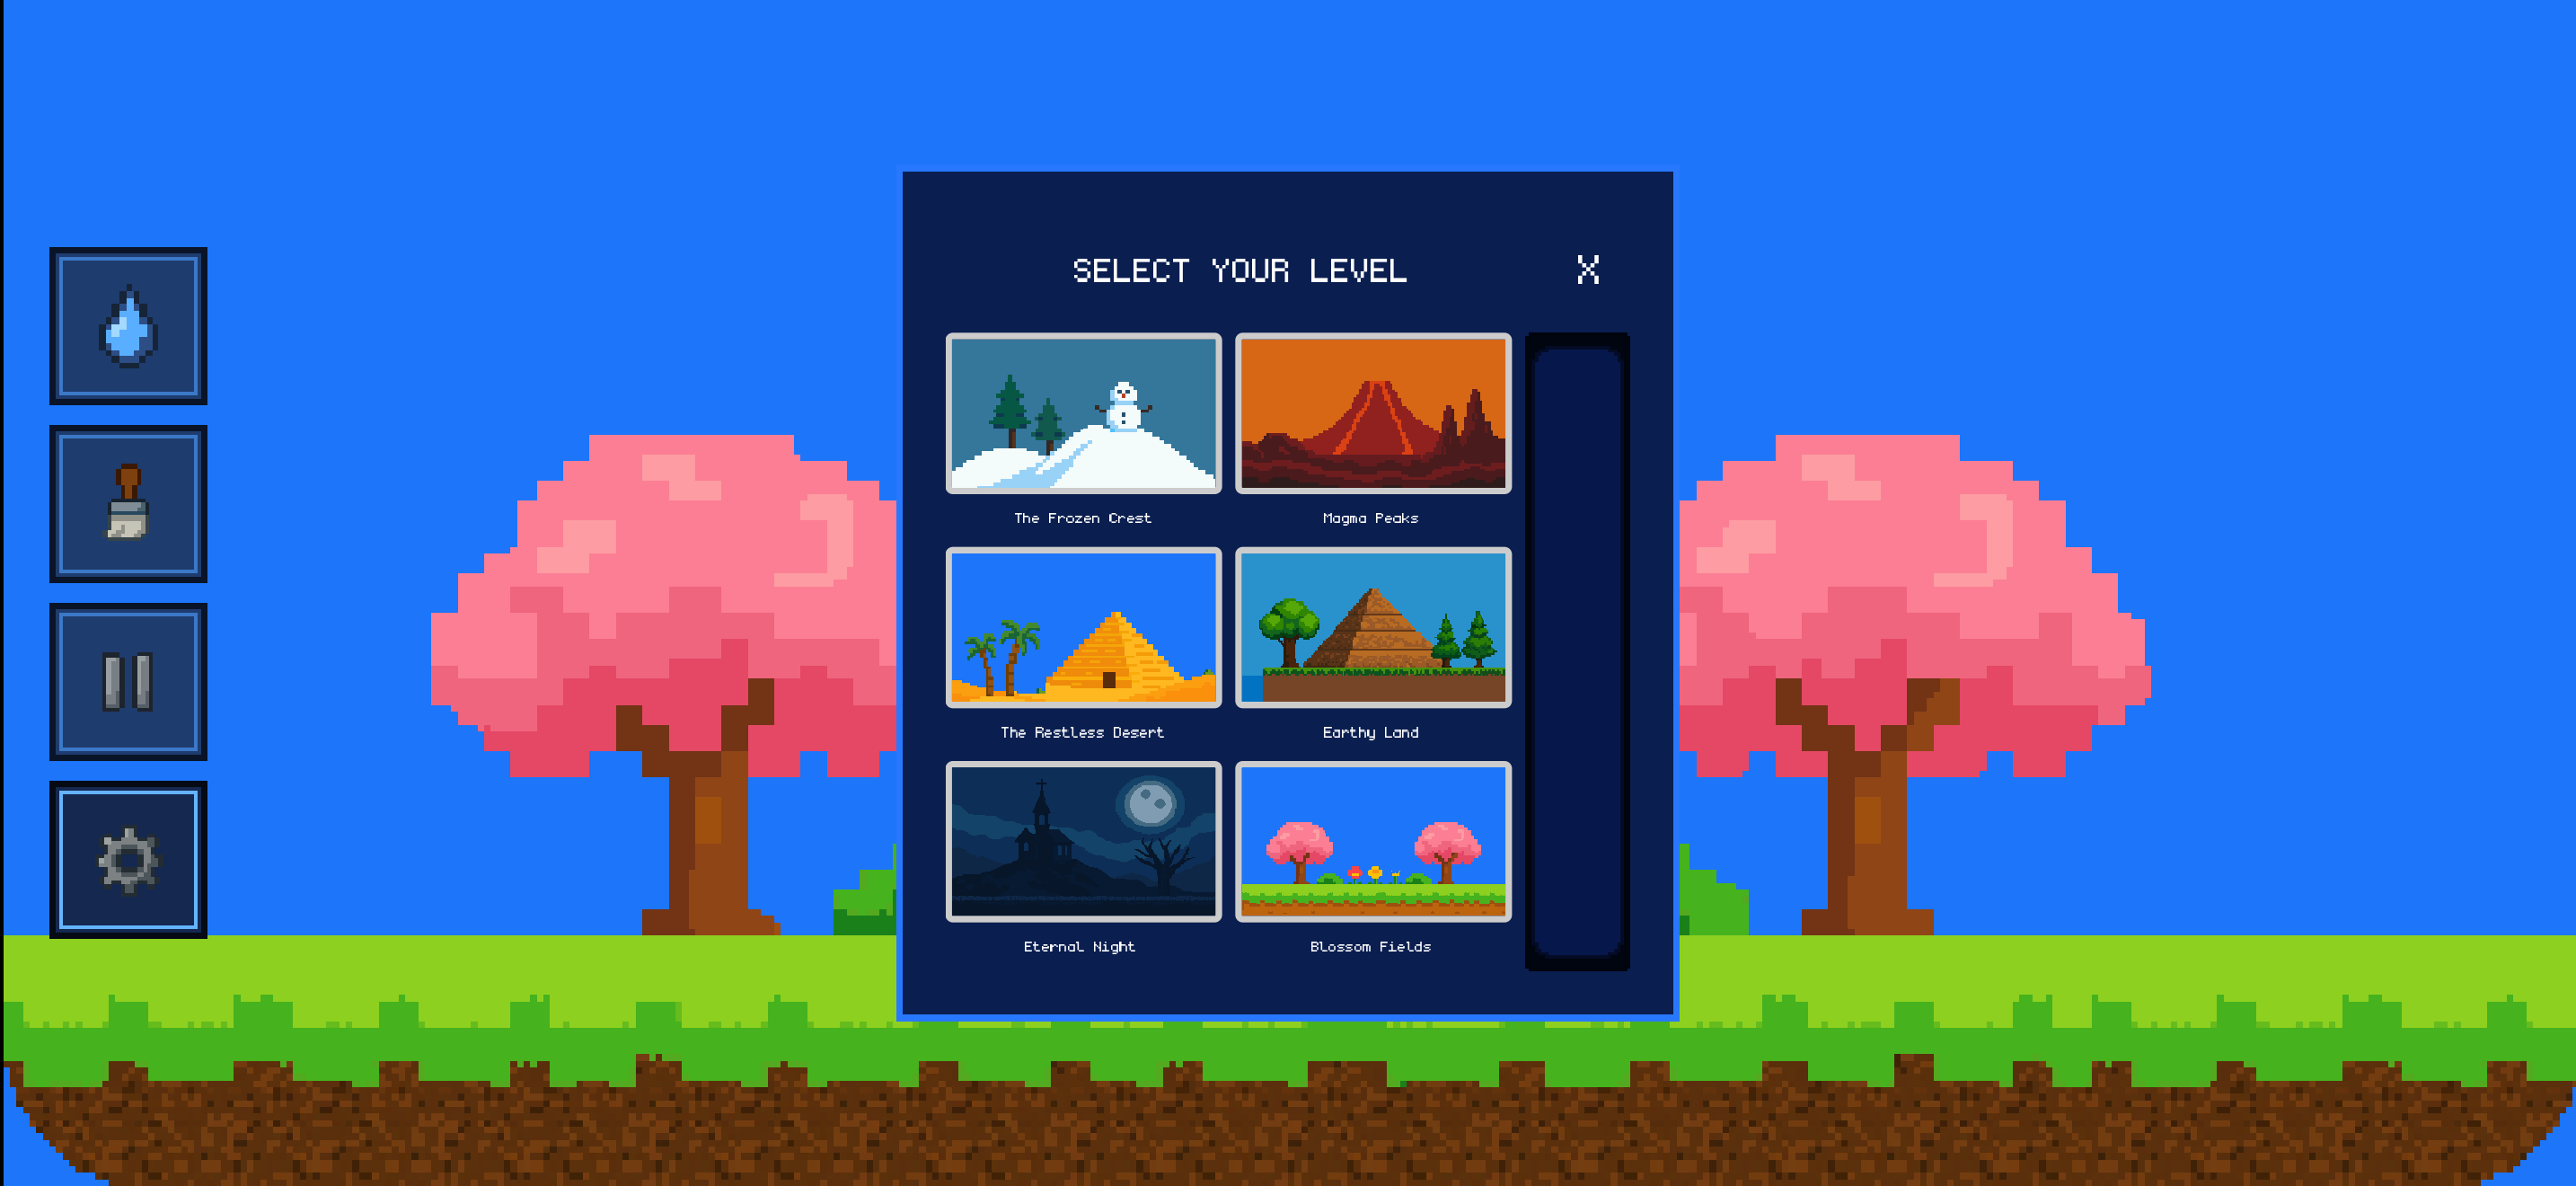 SELECT YOUR LEVEL X
The Frozen Crest
Magma Peaks
The Restless Desert
Earthy Land
Eternal Night
Blossom Fields